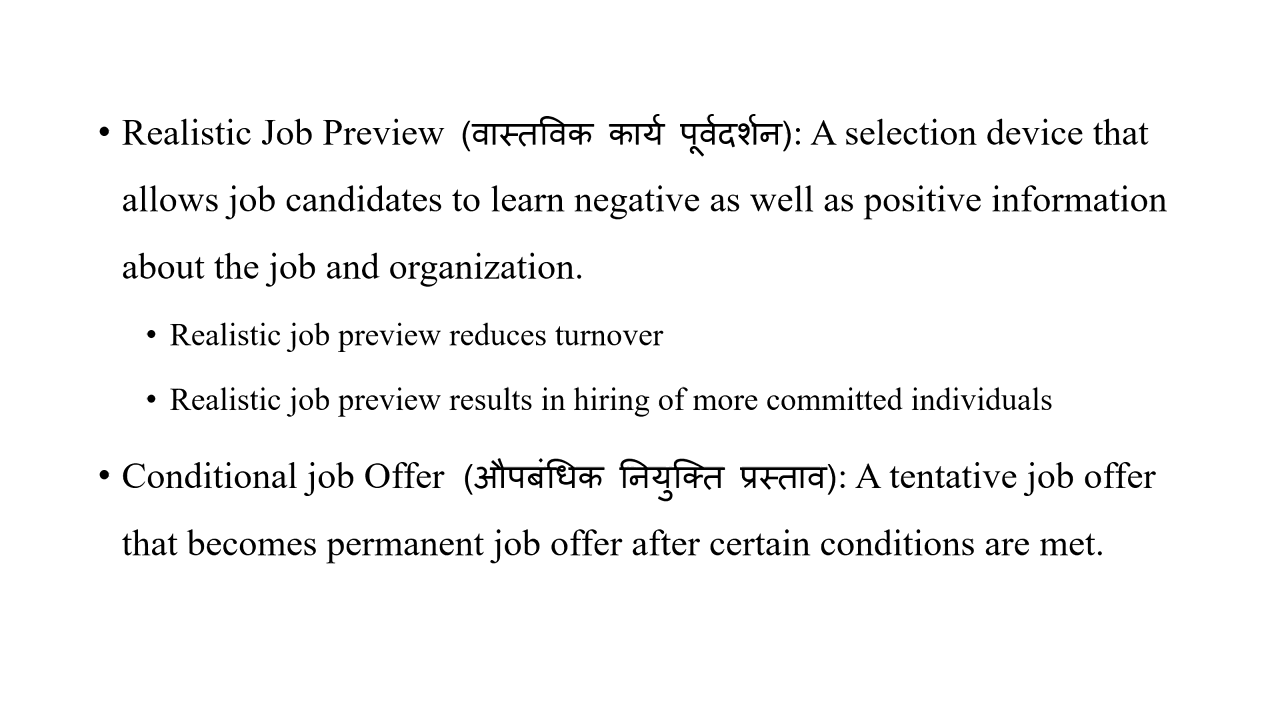 • Realistic Job Preview (वास्तविक कार्य पूर्वदर्शन): A selection device that
allows job candidates to learn negative as well as positive information
about the job and organization.
• Realistic job preview reduces turnover
• Realistic job preview results in hiring of more committed individuals
• Conditional job Offer (औपबंधिक नियुक्ति प्रस्ताव): A tentative job offer
that becomes permanent job offer after certain conditions are met.